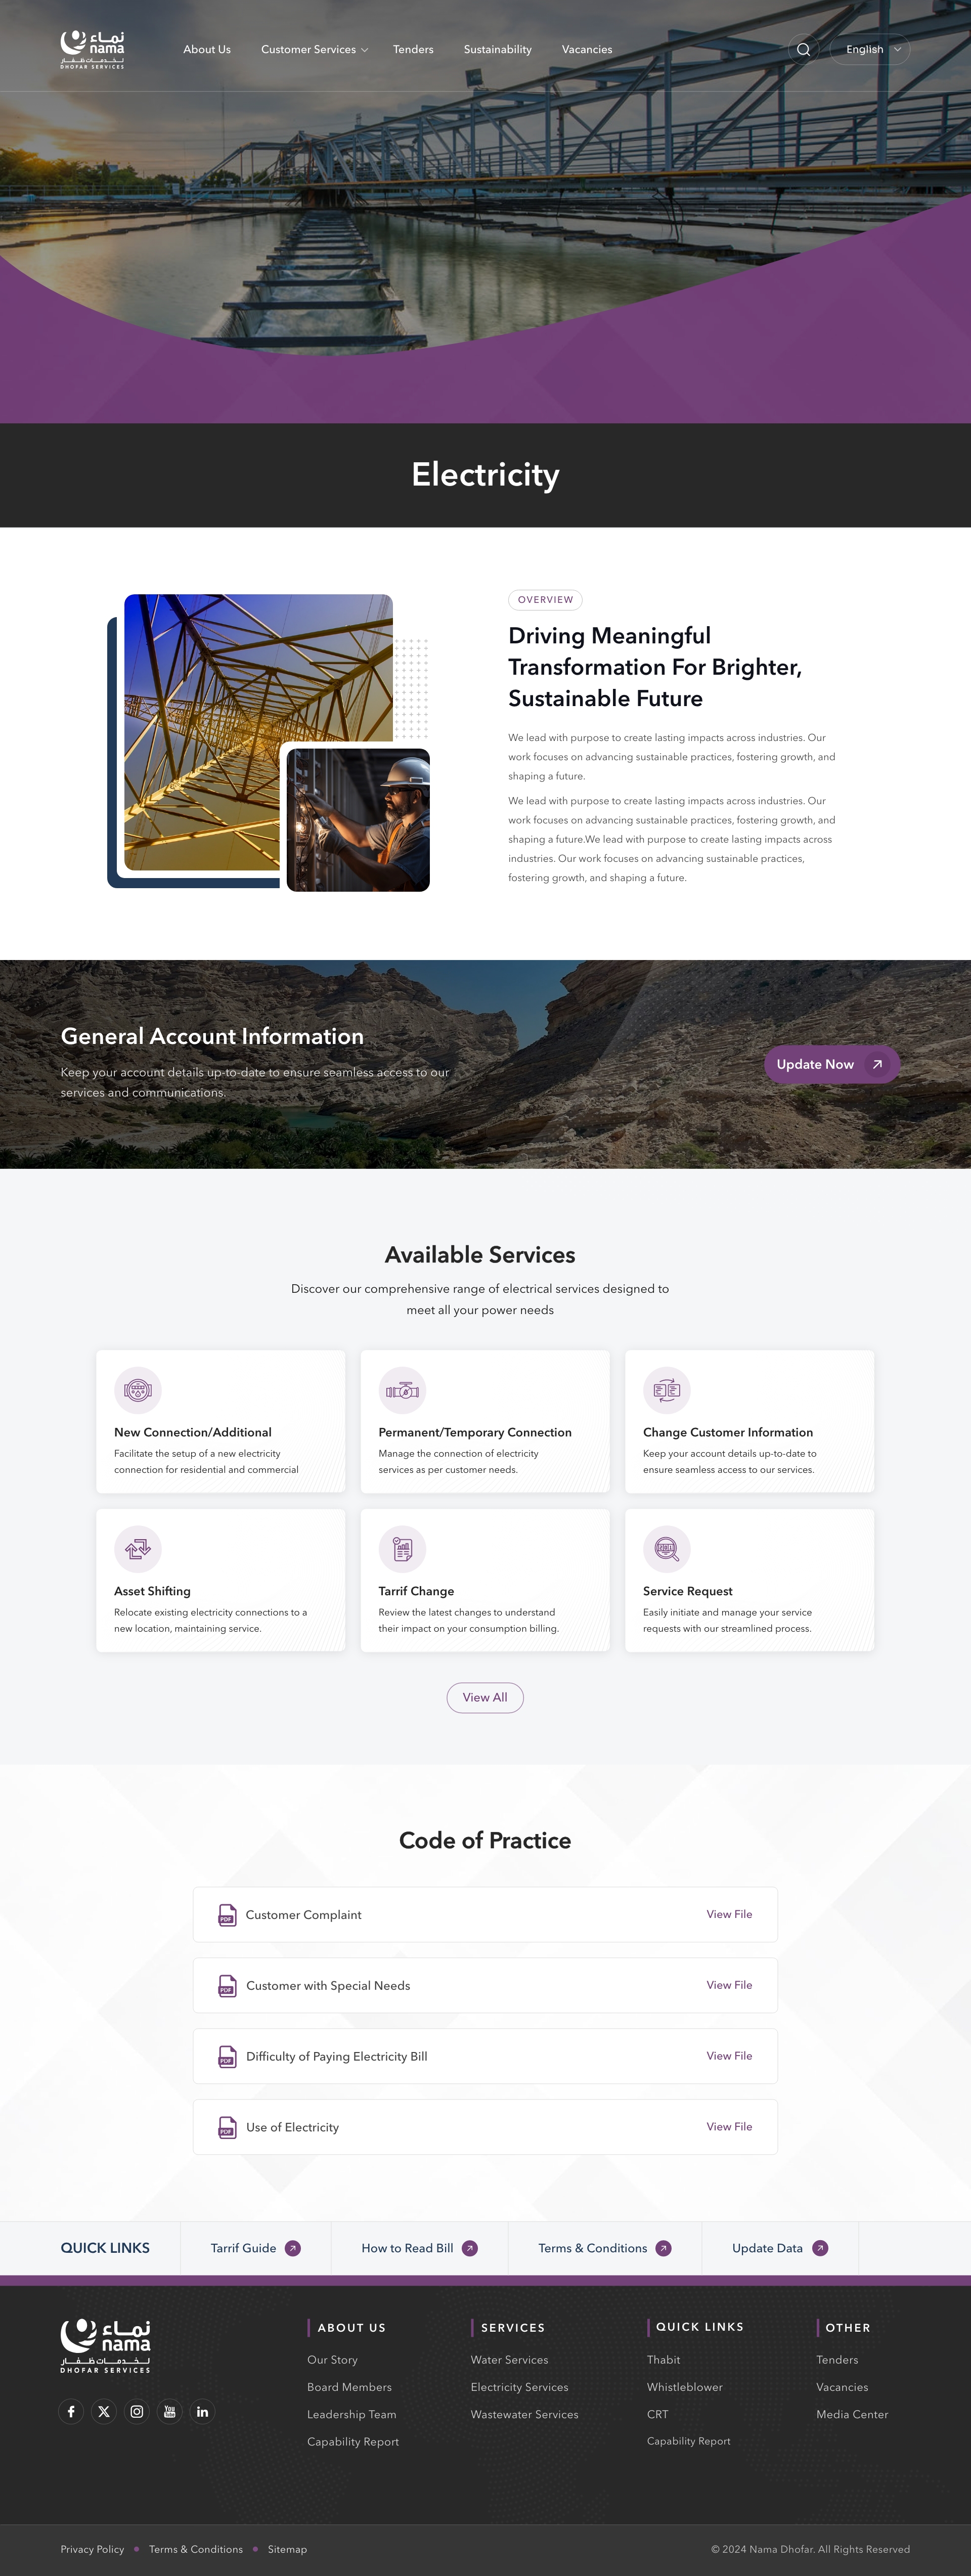 نماء
nama
لخدمات ظفار
DHOFAR SERVICES
About Us
Customer Services
Tenders
Sustainability
Vacancies
English
Electricity
OVERVIEW
Driving Meaningful
Transformation For Brighter,
Sustainable Future
We lead with purpose to create lasting impacts across industries. Our
work focuses on advancing sustainable practices, fostering growth, and
shaping a future.
We lead with purpose to create lasting impacts across industries. Our
work focuses on advancing sustainable practices, fostering growth, and
shaping a future.We lead with purpose to create lasting impacts across
industries. Our work focuses on advancing sustainable practices,
fostering growth, and shaping a future.
General Account Information
Keep your account details up-to-date to ensure seamless access to our
services and communications.
Update Now
Available Services
Discover our comprehensive range of electrical services designed to
meet all your power needs
New Connection/Additional
Facilitate the setup of a new electricity
connection for residential and commercial
Permanent/Temporary Connection
Manage the connection of electricity
services as per customer needs.
Change Customer Information
Keep your account details up-to-date to
ensure seamless access to our services.
Asset Shifting
Relocate existing electricity connections to a
new location, maintaining service.
Tarrif Change
Review the latest changes to understand
their impact on your consumption billing.
Service Request
Easily initiate and manage your service
requests with our streamlined process.
View All
Code of Practice
PDF
Customer Complaint
View File
PDF
Customer with Special Needs
View File
PDF
Difficulty of Paying Electricity Bill
View File
PDF
Use of Electricity
View File
QUICK LINKS
Tarrif Guide
How to Read Bill
Terms & Conditions
Update Data
نماء
nama
لخدمات ظفار
DHOFAR SERVICES
ABOUT US
Our Story
Board Members
Leadership Team
Capability Report
SERVICES
Water Services
Electricity Services
Wastewater Services
QUICK LINKS
Thabit
Whistleblower
CRT
Capability Report
OTHER
Tenders
Vacancies
Media Center
Privacy Policy
Terms & Conditions
Sitemap
© 2024 Nama Dhofar. All Rights Reserved